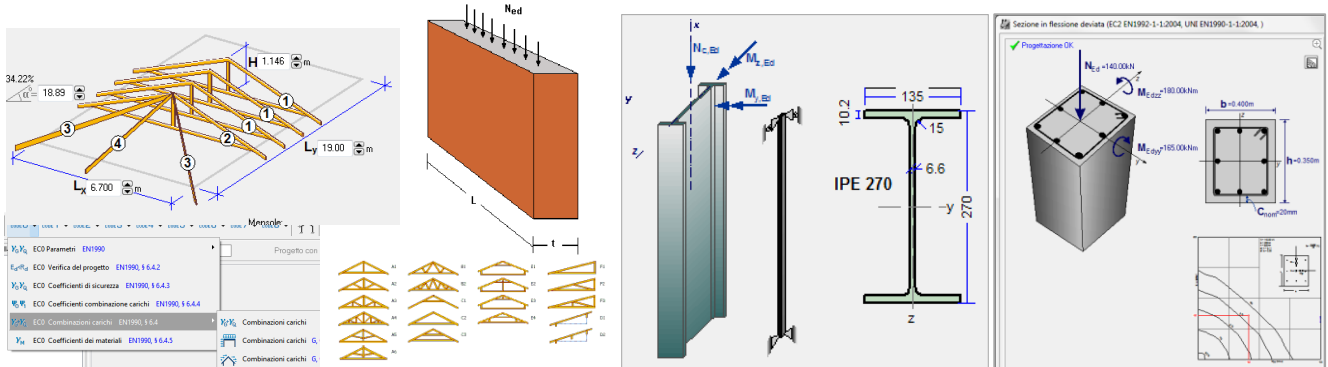 H 1.146 m
34.22%
α= 18.89
1
1
1
1
2
3
4
3
Ly 19.00 m
Lx 6.700 m
Mensole:
Progetto con
EC0 Parametri EN1990
EC0 Verifica del progetto EN1990, § 6.4.2
EC0 Coefficienti di sicurezza EN1990, § 6.4.3
EC0 Coefficienti combinazione carichi EN1990, § 6.4.4
EC0 Combinazioni carichi EN1990, § 6.4
EC0 Coefficienti dei materiali EN1990, § 6.4.5
Combinazioni carichi
Combinazioni carichi G,
Combinazioni carichi G,
Ned
L
t
x
Nc,Ed
Mz,Ed
My,Ed
y
z
135
10.2
15
6.6
IPE 270
y
270
z
Sezione in flessione deviata (EC2 EN1992-1-1:2004, UNI EN1990-1-1:2004, )
Progettazione OK
NEd=140.00kN
MEdzz=180.00kNm
MEdyy=165.00kNm
b=0.400m
h=0.350m
Cnom=20mm